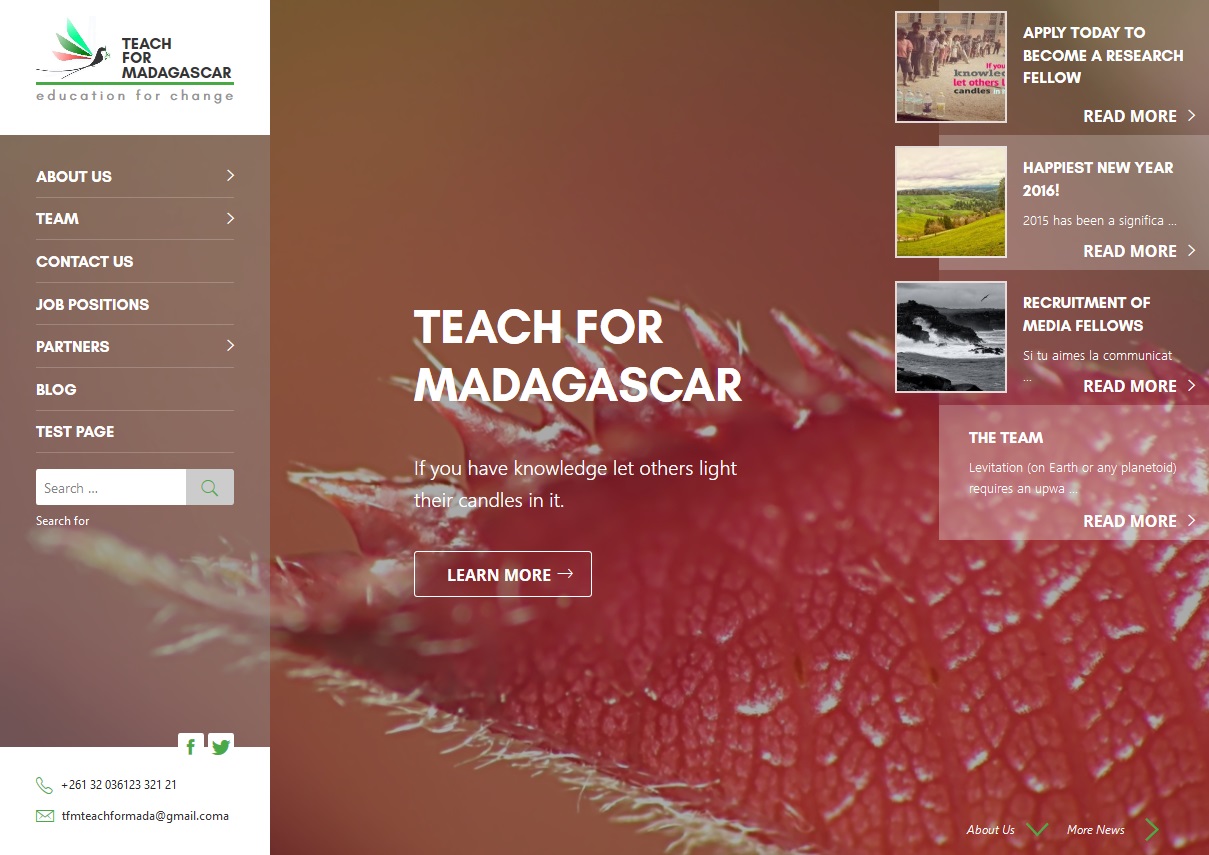 TEACH
FOR
MADAGASCAR
education for change
ABOUT US
TEAM
CONTACT US
JOB POSITIONS
PARTNERS
BLOG
TEST PAGE
Search ...
Search for
+261 32 036123 321 21
tfmteachformada@gmail.coma
TEACH FOR
MADAGASCAR
If you have knowledge let others light
their candles in it.
LEARN MORE
If you
knowled
let others l
candles in
APPLY TODAY TO
BECOME A RESEARCH
FELLOW
READ MORE
HAPPIEST NEW YEAR
2016!
2015 has been a significa ...
READ MORE
RECRUITMENT OF
MEDIA FELLOWS
Si tu aimes la communicat
...
READ MORE
THE TEAM
Levitation (on Earth or any planetoid)
requires an upwa ...
READ MORE
About Us
More News